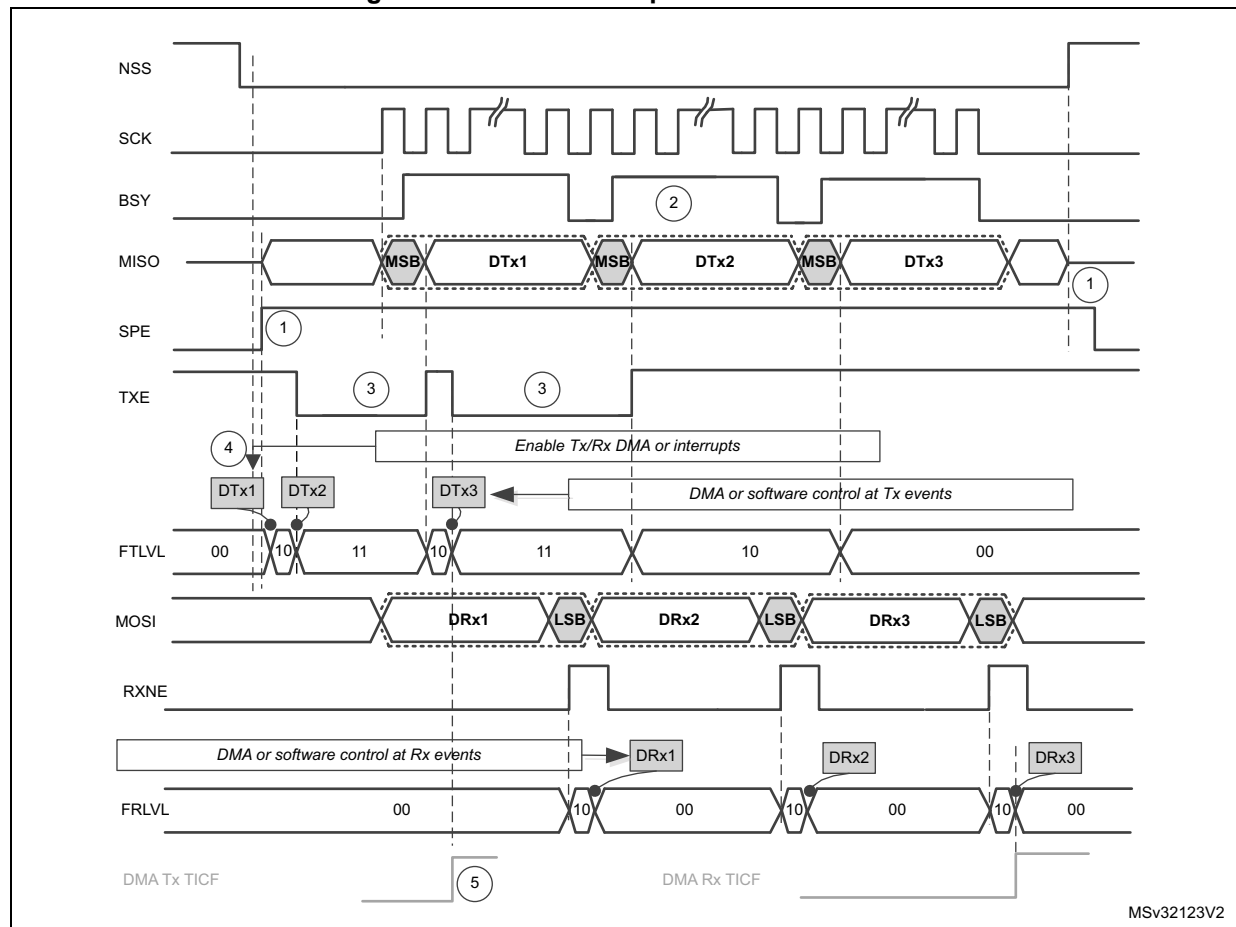 NSS
SCK
BSY
2
MISO
MSB
DTx1
MSB
DTx2
MSB
DTx3
1
SPE
1
TXE
3
3
4
Enable Tx/Rx DMA or interrupts
DTx1
DTx2
DTx3
DMA or software control at Tx events
FTLVL
00
10
11
10
11
10
00
MOSI
DRx1
LSB
DRx2
LSB
DRx3
LSB
RXNE
DMA or software control at Rx events
DRx1
DRx2
DRx3
FRLVL
00
10
00
10
00
10
00
DMA Tx TICF
5
DMA Rx TICF
MSv32123V2